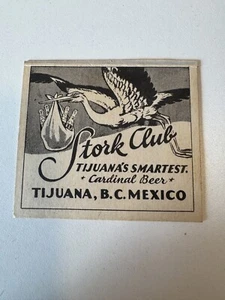 Stork Club
TIJUANA'S SMARTEST.
Cardinal Beer
TIJUANA, B.C. MEXICO